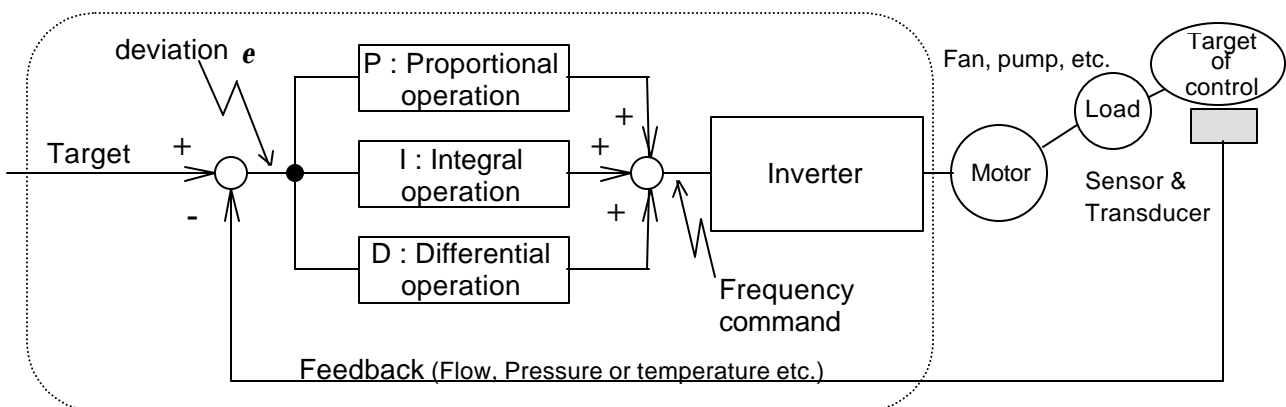 deviation e
P : Proportional
operation
Fan, pump, etc.
Target
of
control
Load
Target
+
-
I : Integral
operation
+
+
+
Inverter
Motor
Sensor &
Transducer
D : Differential
operation
Frequency
command
Feedback (Flow, Pressure or temperature etc.)